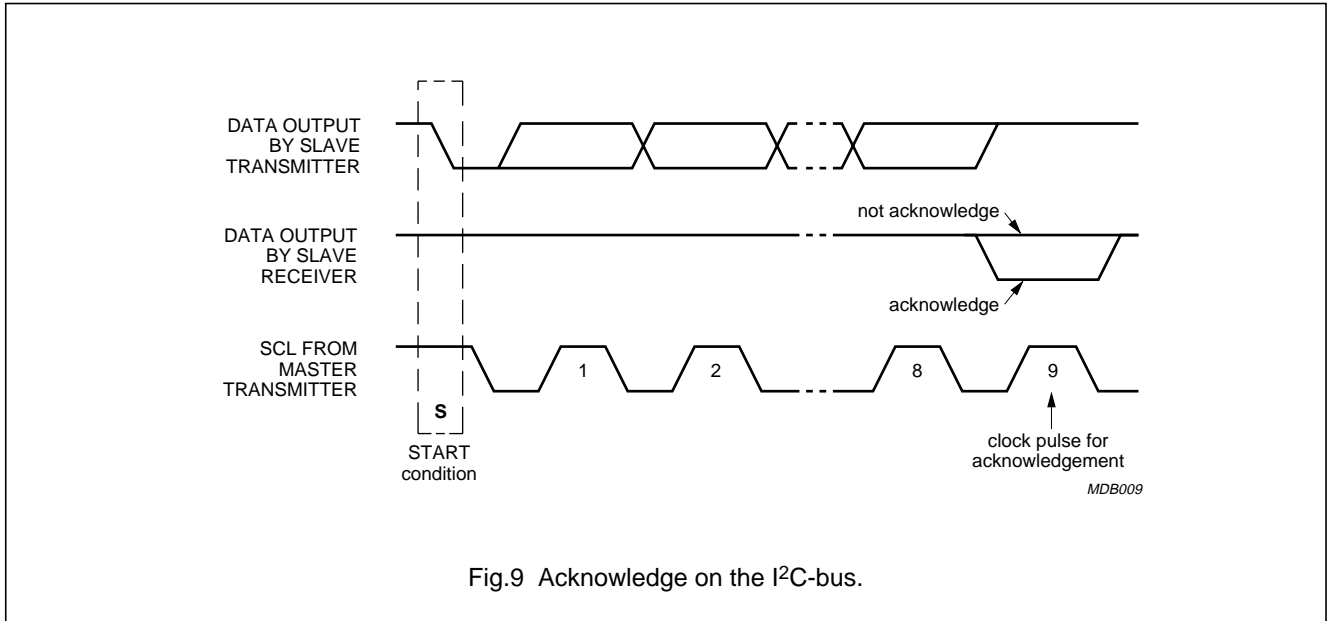 DATA OUTPUT
BY SLAVE
TRANSMITTER
not acknowledge
DATA OUTPUT
BY SLAVE
RECEIVER
acknowledge
SCL FROM
MASTER
TRANSMITTER
1
2
8
9
S
START
condition
clock pulse for
acknowledgement
MDB009
Fig.9 Acknowledge on the I²C-bus.